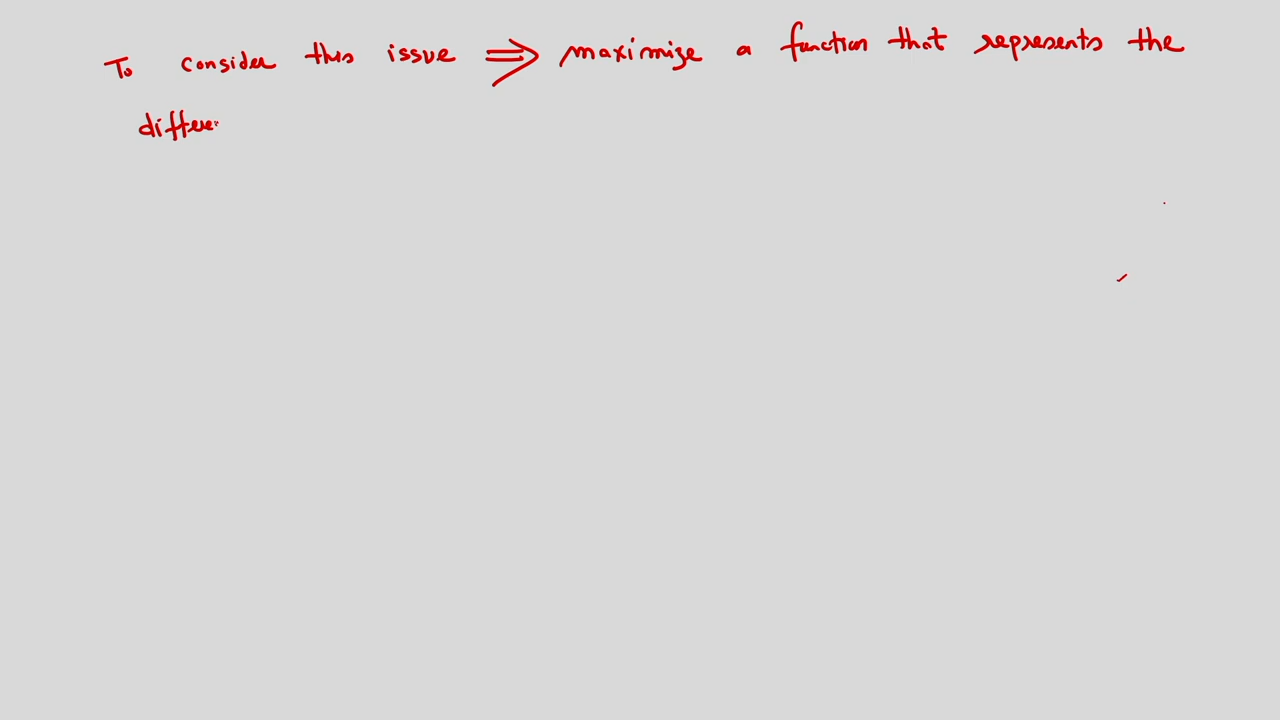 To consider this issue ⇒ maximize a function that represents the
differe